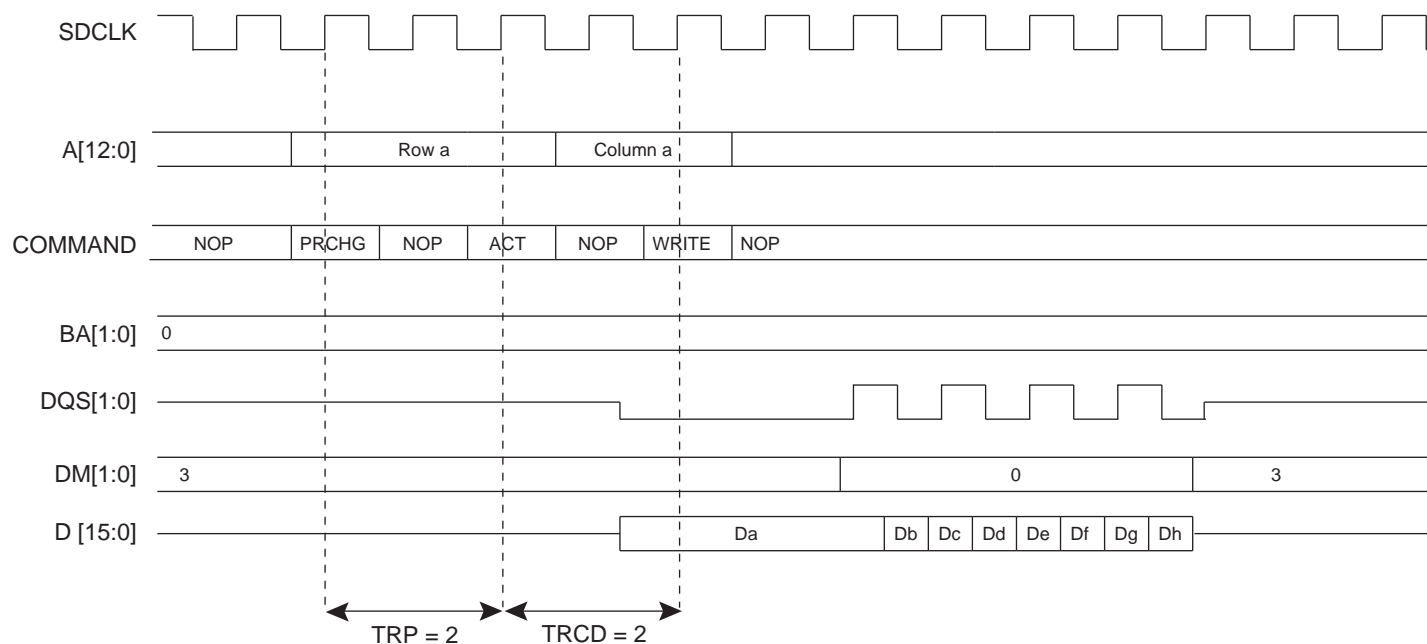 SDCLK
A[12:0] Row a Column a
COMMAND NOP PRCHG NOP ACT NOP WRITE NOP
BA[1:0] 0
DQS[1:0]
DM[1:0] 3 0 3
D [15:0] Da Db Dc Dd De Df Dg Dh
TRP = 2 TRCD = 2